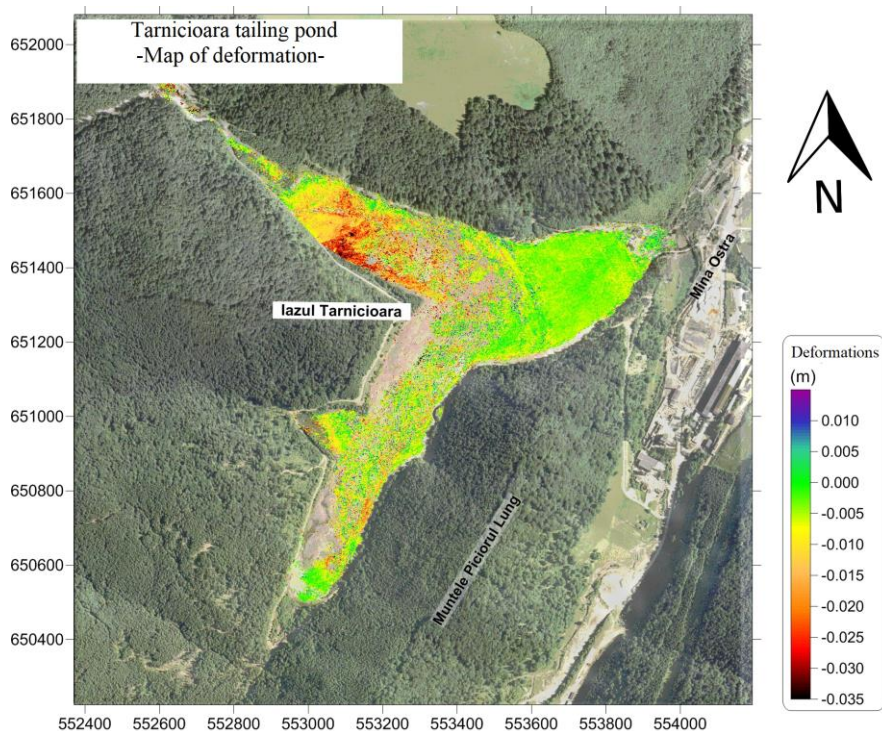 Tarnicioara tailing pond
-Map of deformation-
652000
651800
651600
651400
651200
651000
650800
650600
650400
552400 552600 552800 553000 553200 553400 553600 553800 554000
Iazul Tarnicioara
Mina Ostra
Muntele Piciorul Lung
N
Deformations
(m)
0.010
0.005
0.000
-0.005
-0.010
-0.015
-0.020
-0.025
-0.030
-0.035